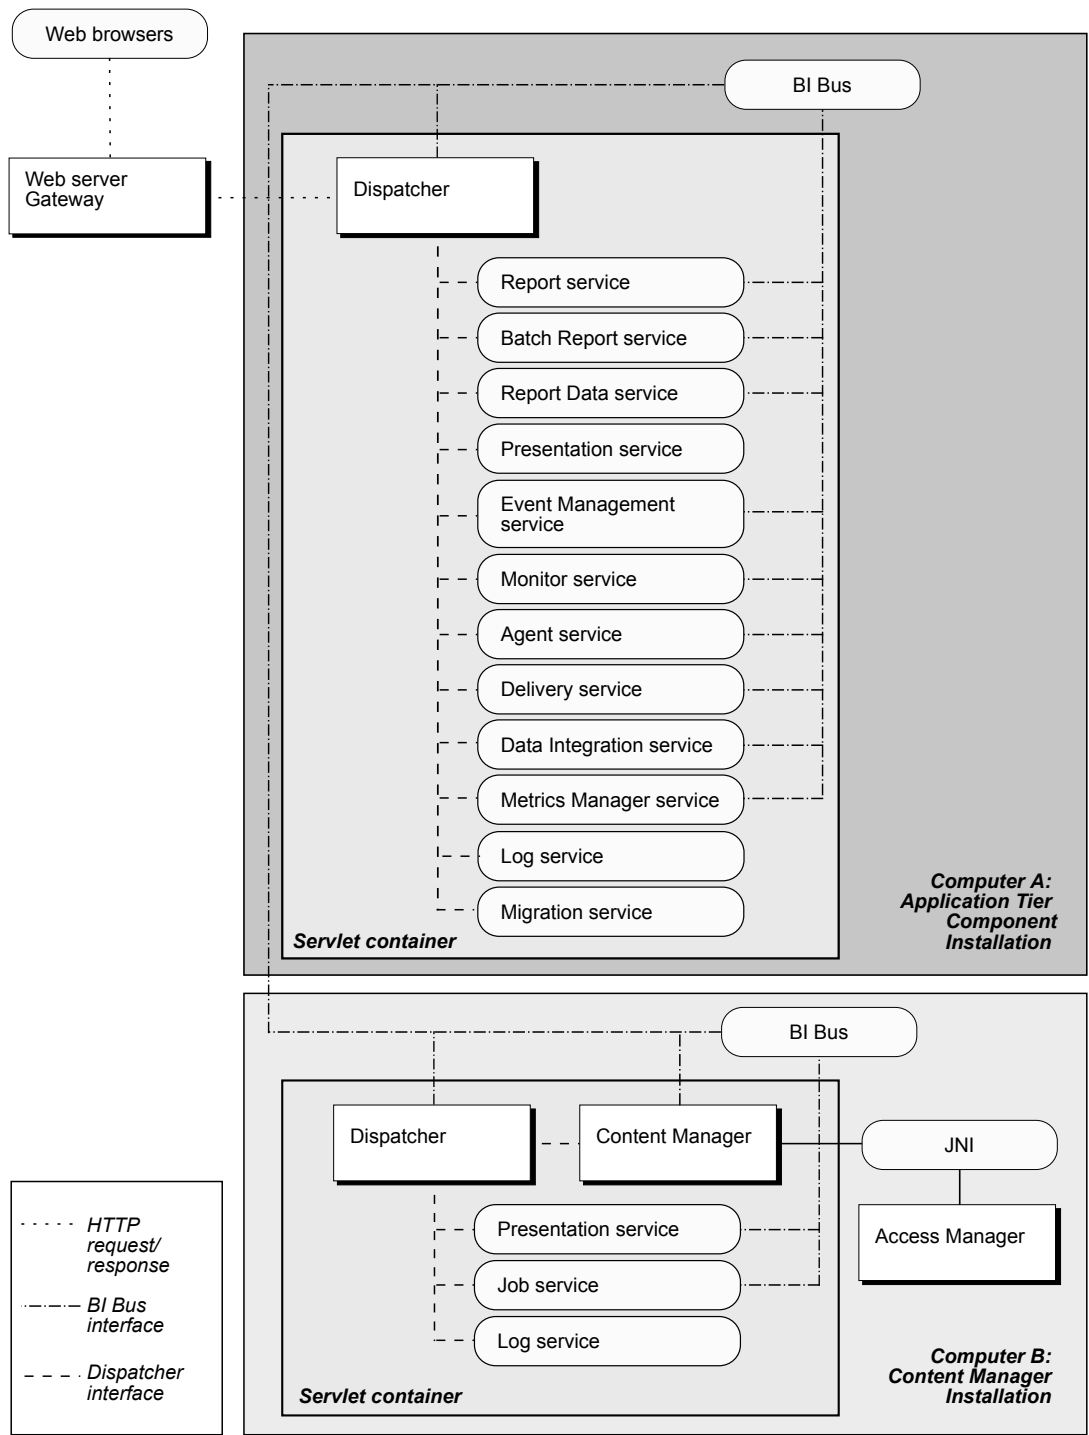 Web browsers
BI Bus
Web server
Gateway
Dispatcher
Report service
Batch Report service
Report Data service
Presentation service
Event Management
service
Monitor service
Agent service
Delivery service
Data Integration service
Metrics Manager service
Log service
Migration service
Servlet container
Computer A:
Application Tier
Component
Installation
BI Bus
Dispatcher
Content Manager
JNI
Access Manager
Presentation service
Job service
Log service
Servlet container
Computer B:
Content Manager
Installation
HTTP
request/
response
BI Bus
interface
Dispatcher
interface